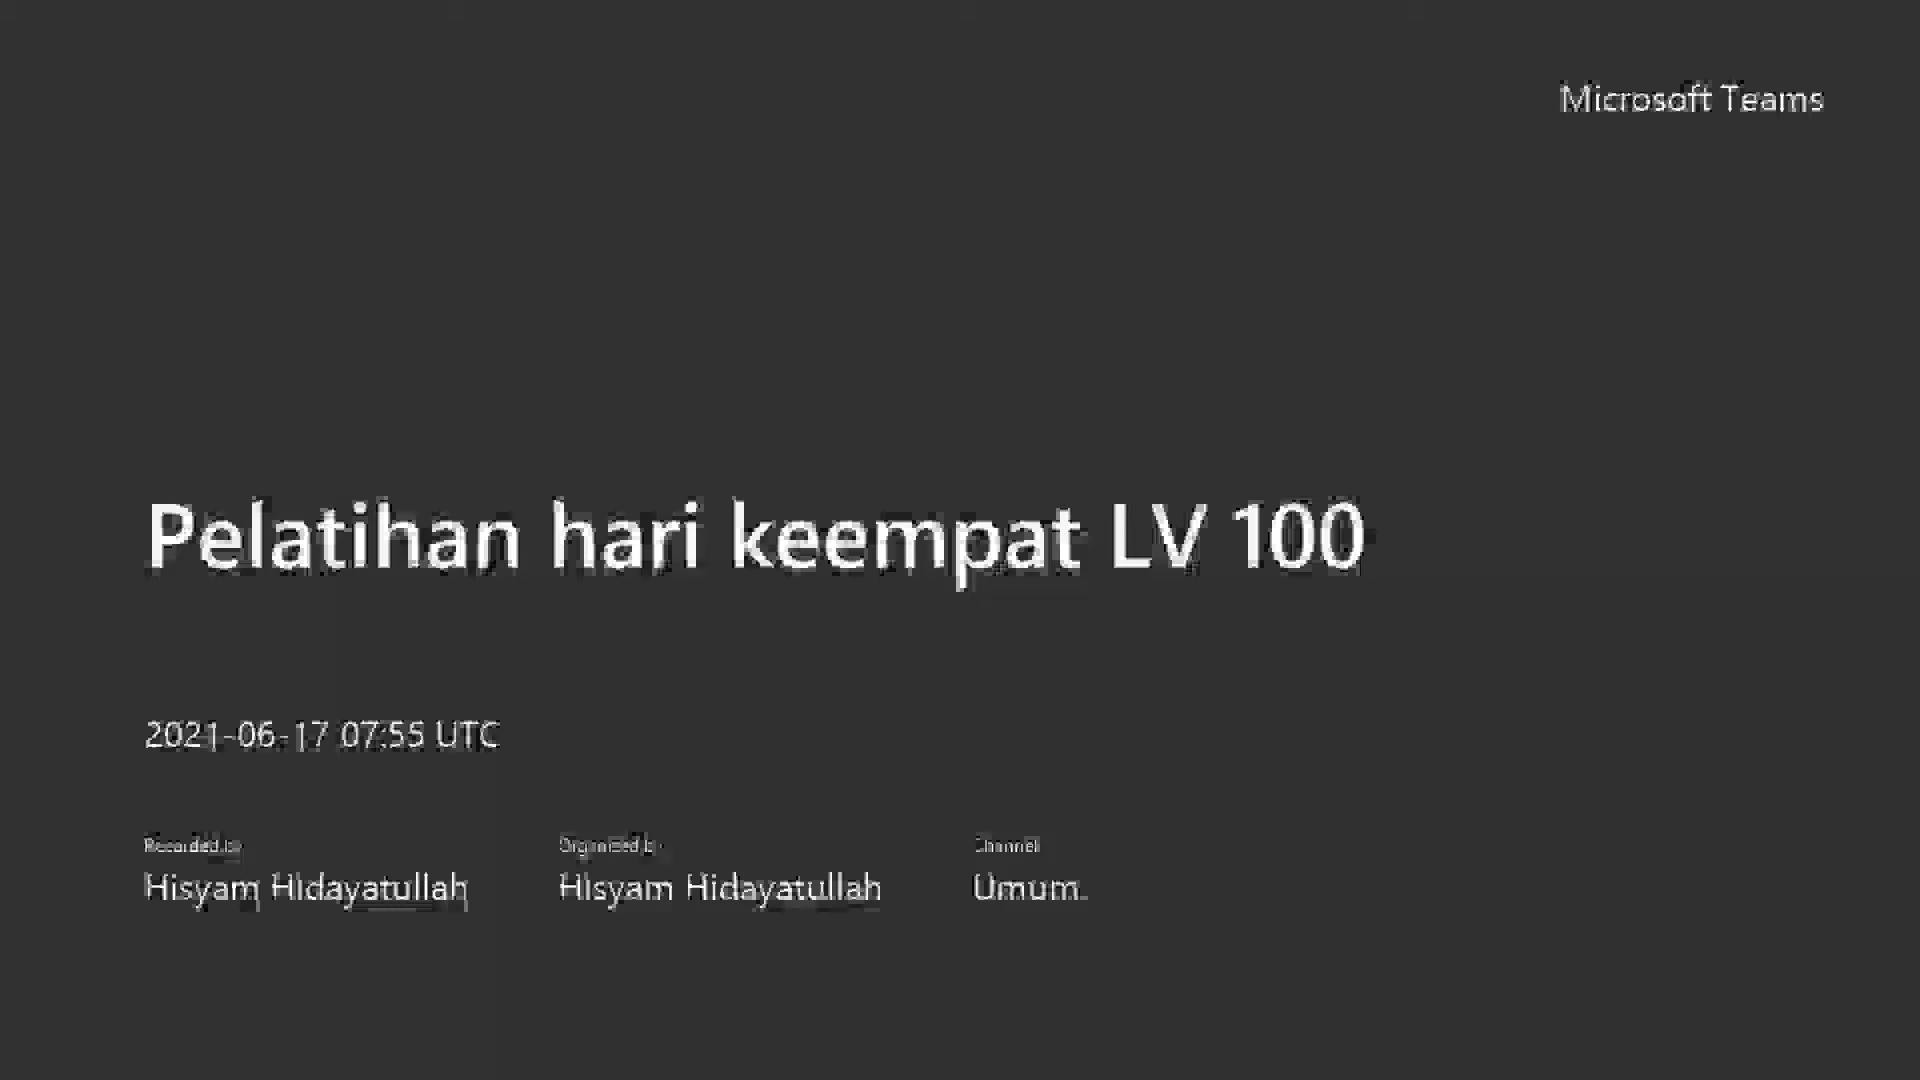 Microsoft Teams
Pelatihan hari keempat LV 100
2021-06-17 07:55 UTC
Recorded by Organized by Channel
Hisyam Hidayatullah Hisyam Hidayatullah Umum